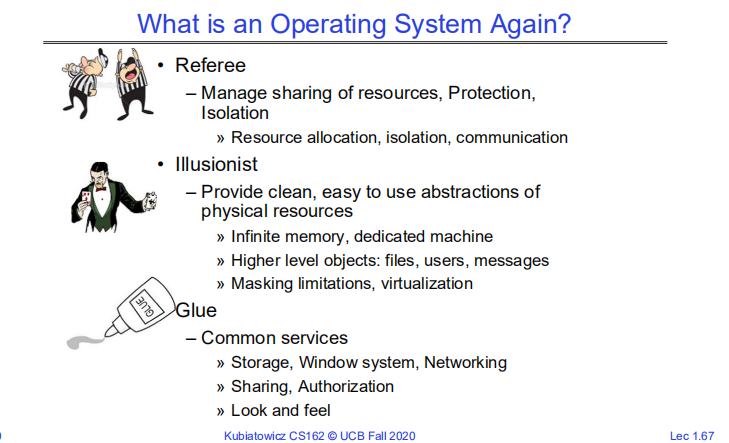 What is an Operating System Again?
• Referee
– Manage sharing of resources, Protection,
Isolation
» Resource allocation, isolation, communication
• Illusionist
– Provide clean, easy to use abstractions of
physical resources
» Infinite memory, dedicated machine
» Higher level objects: files, users, messages
» Masking limitations, virtualization
GLUE
Glue
– Common services
» Storage, Window system, Networking
» Sharing, Authorization
» Look and feel
Kubiatowicz CS162 © UCB Fall 2020
Lec 1.67